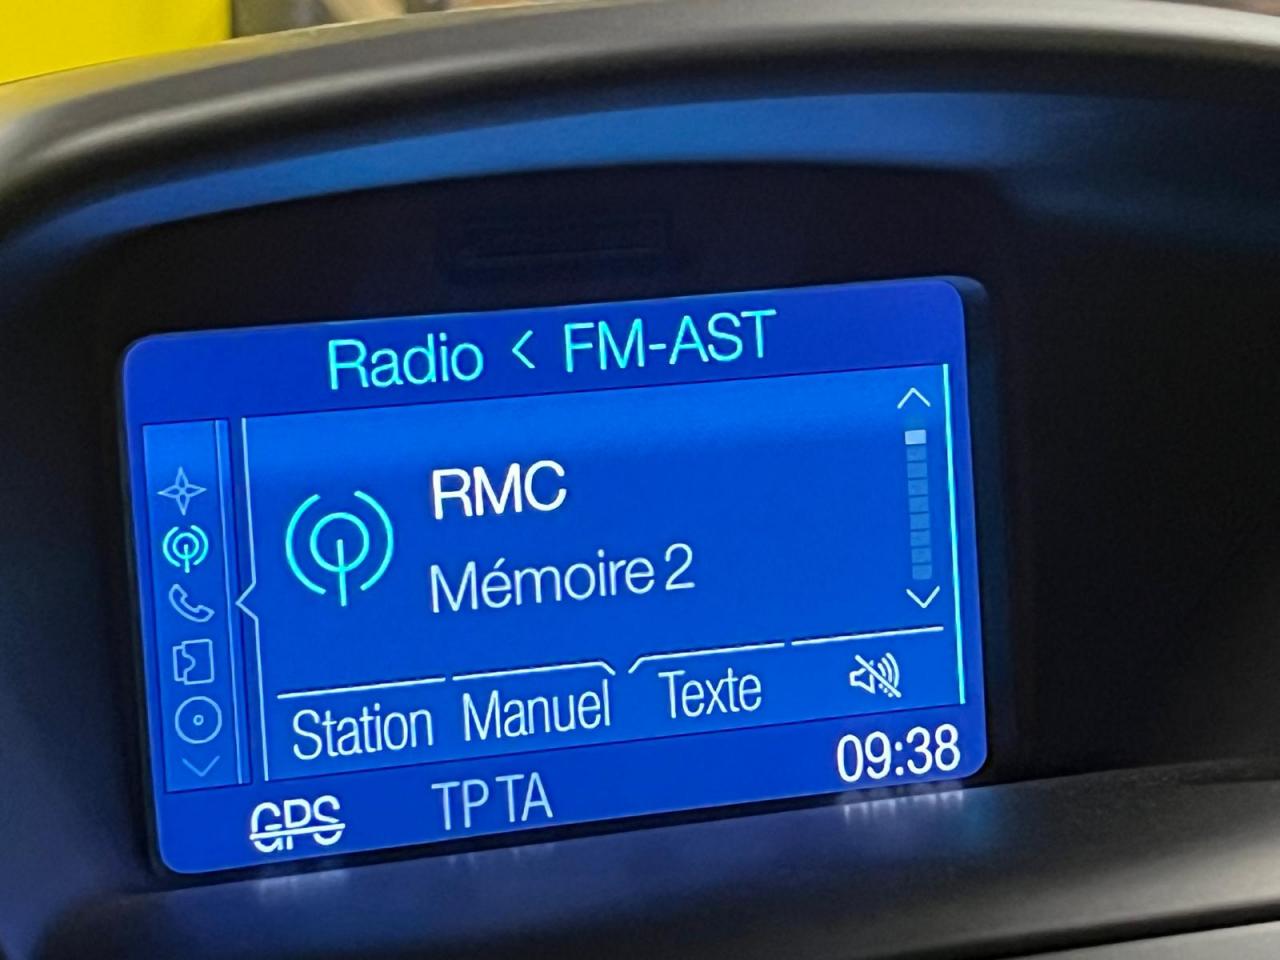 Radio < FM-AST
RMC
Mémoire 2
Station Manuel Texte
GPS TP TA 09:38